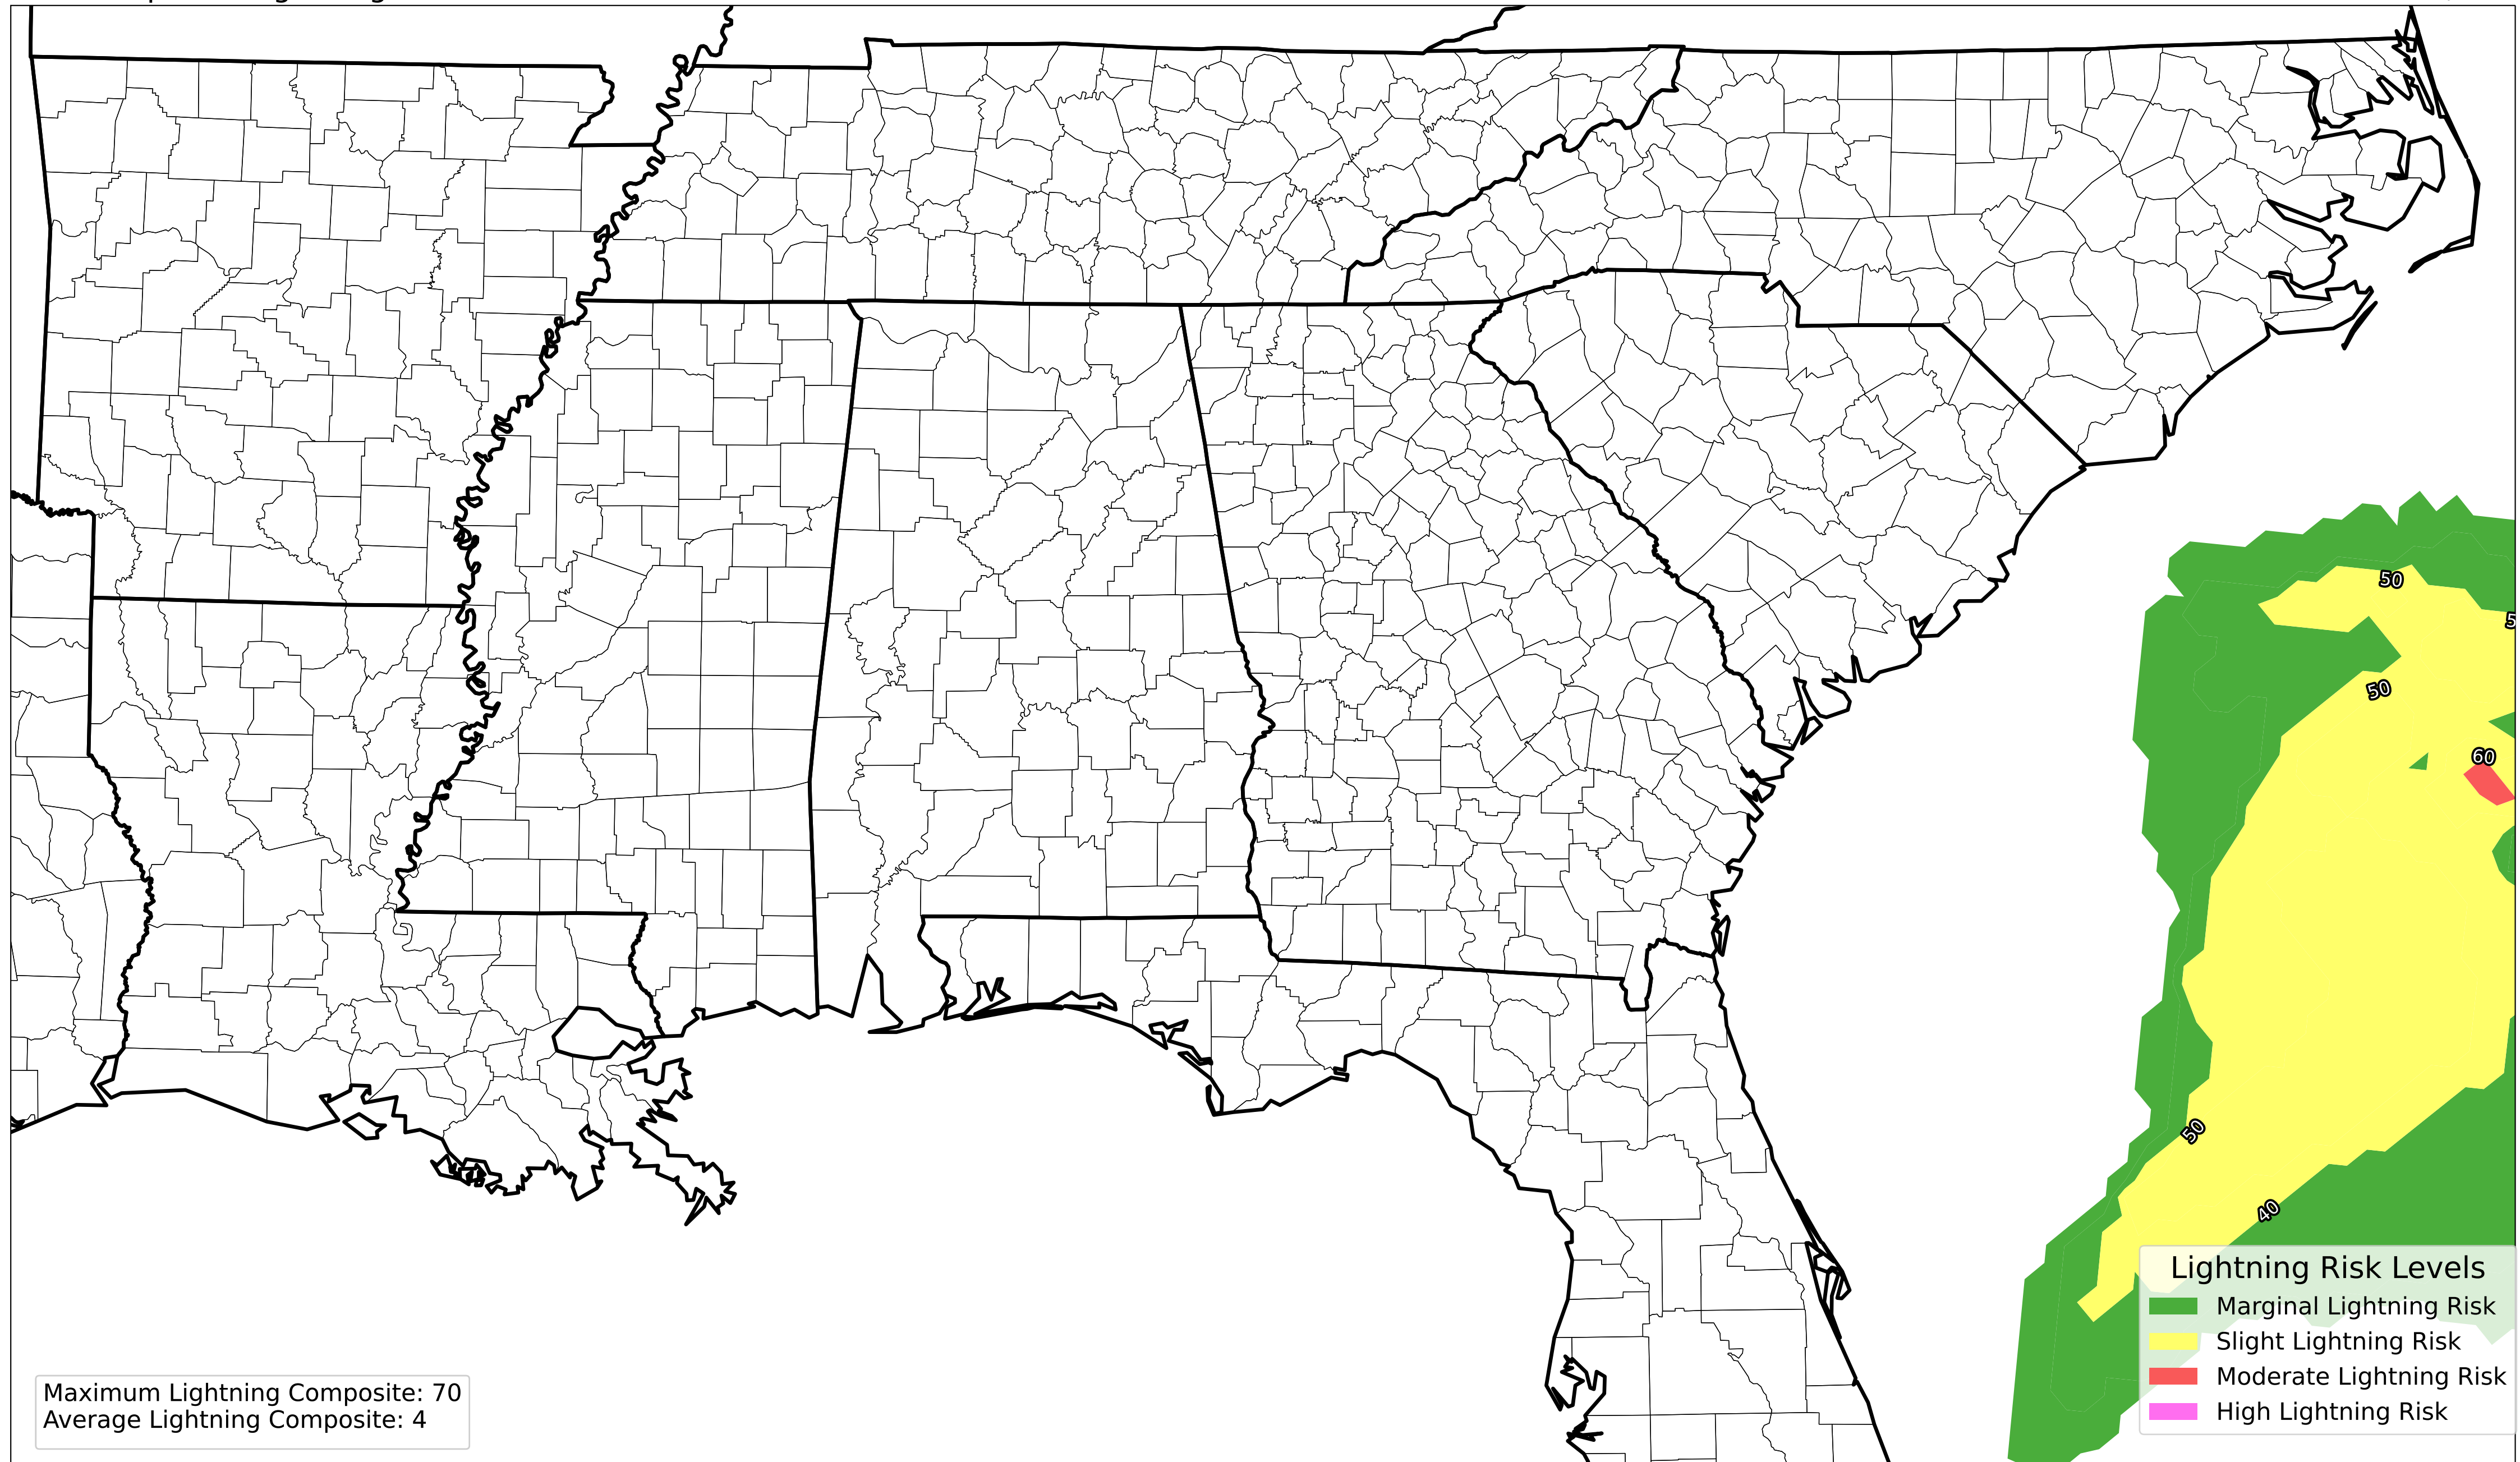 50
50
60
50
40
Lightning Risk Levels
Marginal Lightning Risk
Slight Lightning Risk
Moderate Lightning Risk
High Lightning Risk
Maximum Lightning Composite: 70
Average Lightning Composite: 4